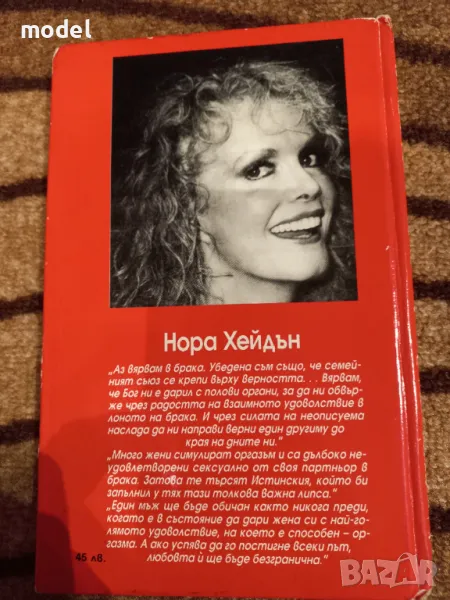 model
Нора Хейдън
„Аз вярвам в брака. Убедена съм също, че семей-
ният съюз се крепи върху верността. . . Вярвам,
че Бог ни е дарил с полови органи, за да ни обвър-
же чрез радостта на взаимното удоволствие в
лоното на брака. И чрез силата на неописуема
наслада да ни направи верни един другиму до
края на дните ни."
„Много жени симулират оргазъм и са дълбоко не-
удовлетворени сексуално от своя партньор в
брака. Затова те търсят Истинския, който би
запълнил у тях тази толкова важна липса."
„Един мъж ще бъде обичан както никога преди,
когато е в състояние да дари жена си с най-го-
лямото удоволствие, на което е способен – ор-
газма. А ако успява да го постигне всеки път,
любовта ѝ ще бъде безгранична."
45 лв.
BAZAR.bg